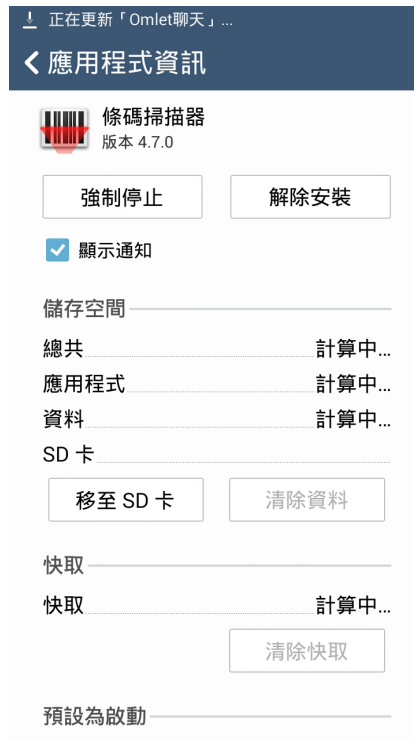 正在更新「Omlet聊天」...
應用程式資訊
條碼掃描器
版本 4.7.0
強制停止 解除安裝
顯示通知
儲存空間
總共 計算中...
應用程式 計算中...
資料 計算中...
SD 卡
移至 SD 卡 清除資料
快取
快取 計算中...
清除快取
預設為啟動